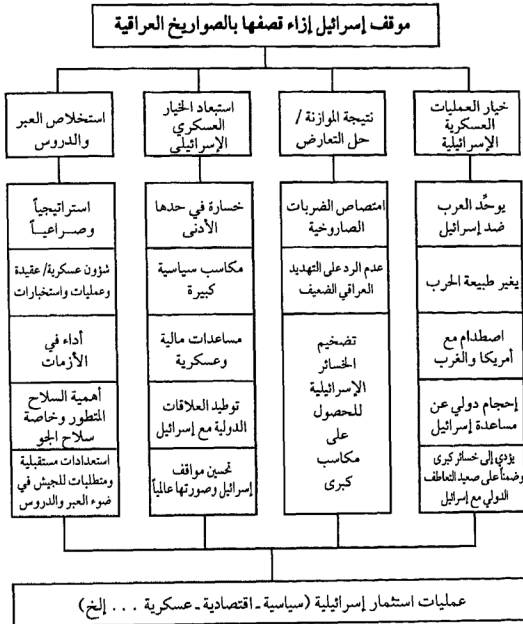 موقف إسرائيل إزاء قصفها بالصواريخ العراقية
خيار العمليات
العسكرية
الإسرائيلية
يوحِّد العرب
ضد إسرائيل
يغير طبيعة الحرب
اصطدام مع
أمريكا والغرب
إحجام دولي عن
مساعدة إسرائيل
يؤدي إلى خسائر كبرى
وضمناً على صعيد التعاطف
الدولي مع إسرائيل
نتيجة الموازنة /
حل التعارض
امتصاص الضربات
الصاروخية
عدم الرد على التهديد
العراقي الضعيف
تضخيم
الخسائر
الإسرائيلية
للحصول
على
مكاسب
كبرى
استبعاد الخيار
العسكري
الإسرائيلي
خسارة في حدها
الأدنى
مكاسب سياسية
كبيرة
مساعدات مالية
وعسكرية
توطيد العلاقات
الدولية مع إسرائيل
تحسين مواقف
إسرائيل وصورتها عالمياً
استخلاص العبر
والدروس
استراتيجياً
وصراعيـاً
شؤون عسكرية/ عقيدة
وعمليات واستخبارات
أداء في
الأزمات
أهمية السلاح
المتطور وخاصة
سلاح الجو
استعدادات مستقبلية
ومتطلبات للجيش في
ضوء العبر والدروس
عمليات استثمار إسرائيلية (سياسية ـ اقتصادية ـ عسكرية ... إلخ)